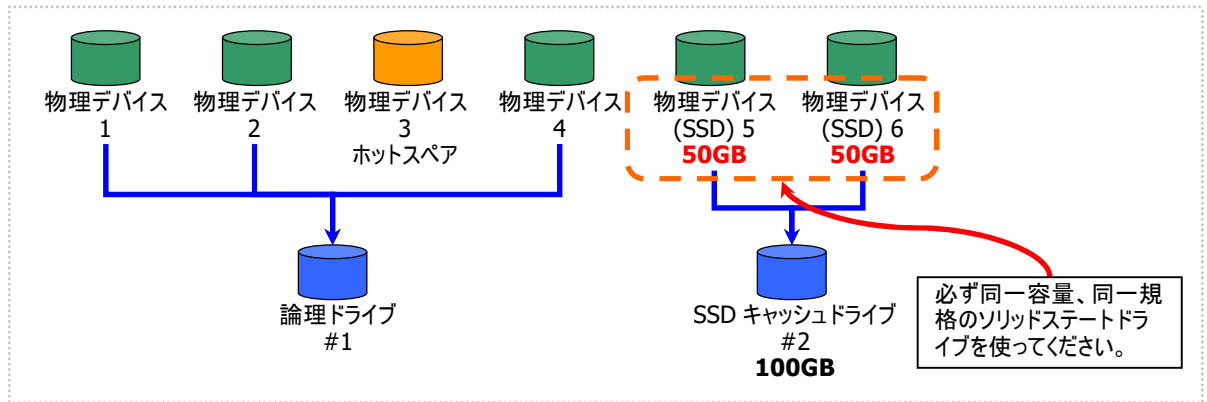 物理デバイス
1
物理デバイス
2
物理デバイス
3
ホットスペア
物理デバイス
4
物理デバイス
(SSD) 5
50GB
物理デバイス
(SSD) 6
50GB
論理ドライブ
#1
SSD キャッシュドライブ
#2
100GB
必ず同一容量、同一規
格のソリッドステートドラ
イブを使ってください。